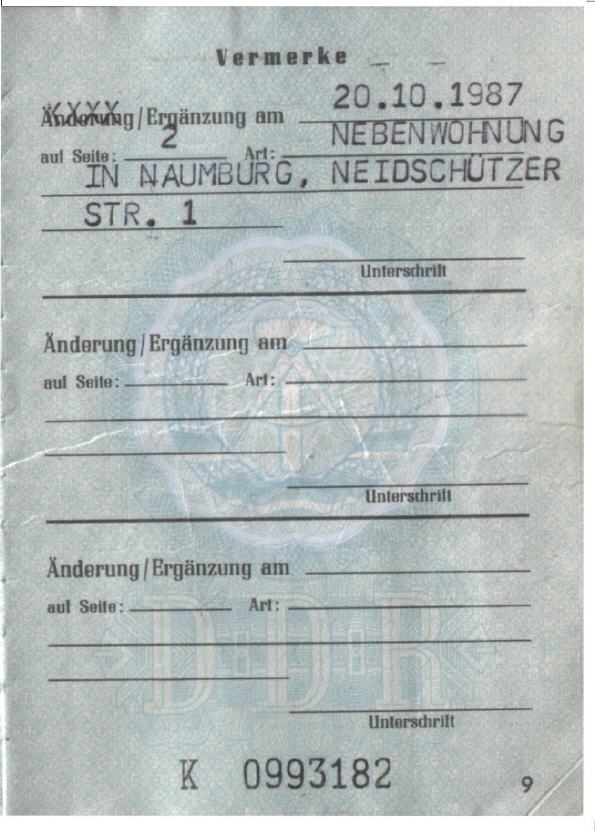 Vermerke
Änderung/Ergänzung am 20.10.1987
auf Seite: 2 Art: NEBENWOHNUNG
IN NAUMBURG, NEIDSCHÜTZER
STR. 1
Unterschrift
Änderung/Ergänzung am
auf Seite: Art:
Unterschrift
Änderung/Ergänzung am
auf Seite: Art:
DDR
Unterschrift
K 0993182
9